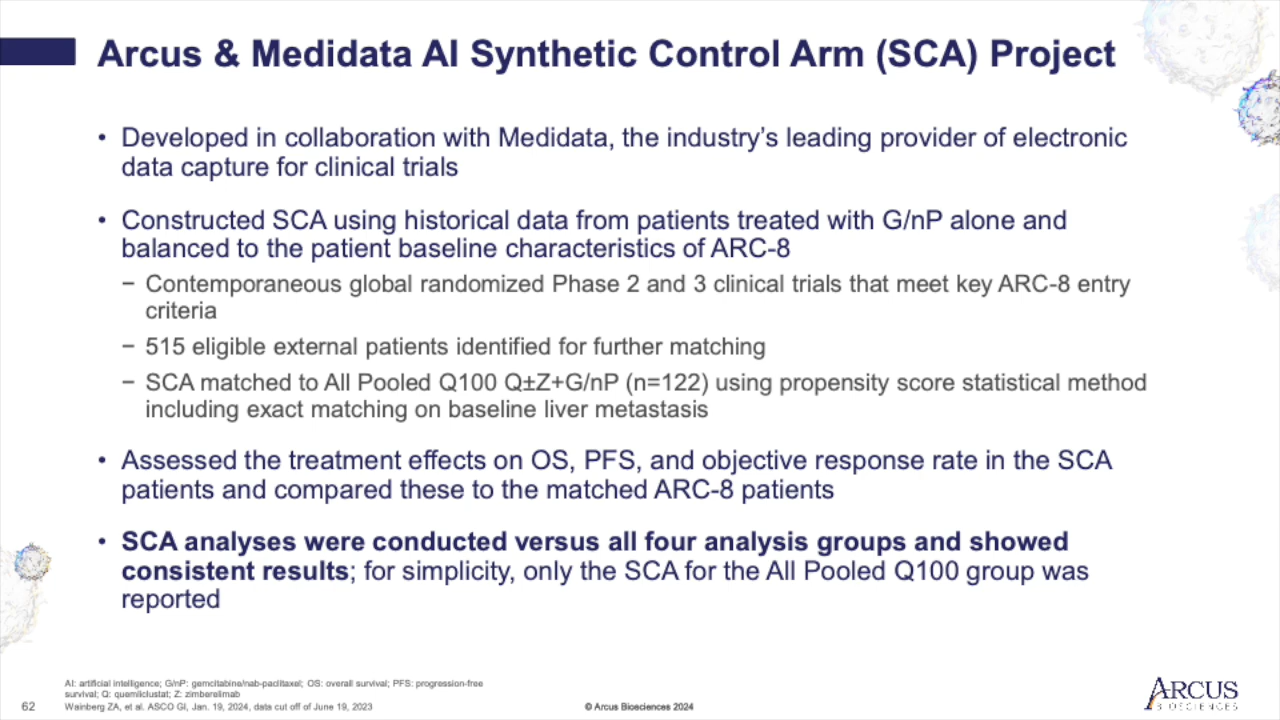 Arcus & Medidata AI Synthetic Control Arm (SCA) Project
• Developed in collaboration with Medidata, the industry's leading provider of electronic
data capture for clinical trials
• Constructed SCA using historical data from patients treated with G/nP alone and
balanced to the patient baseline characteristics of ARC-8
− Contemporaneous global randomized Phase 2 and 3 clinical trials that meet key ARC-8 entry
criteria
− 515 eligible external patients identified for further matching
− SCA matched to All Pooled Q100 Q±Z+G/nP (n=122) using propensity score statistical method
including exact matching on baseline liver metastasis
• Assessed the treatment effects on OS, PFS, and objective response rate in the SCA
patients and compared these to the matched ARC-8 patients
• SCA analyses were conducted versus all four analysis groups and showed
consistent results; for simplicity, only the SCA for the All Pooled Q100 group was
reported
AI: artificial intelligence; G/nP: gemcitabine/nab-paclitaxel; OS: overall survival; PFS: progression-free
survival; Q: quemliclustat; Z: zimberelimab
62 Wainberg ZA, et al. ASCO GI, Jan. 19, 2024, data cut off of June 19, 2023 © Arcus Biosciences 2024
ARCUS
BIOSCIENCES